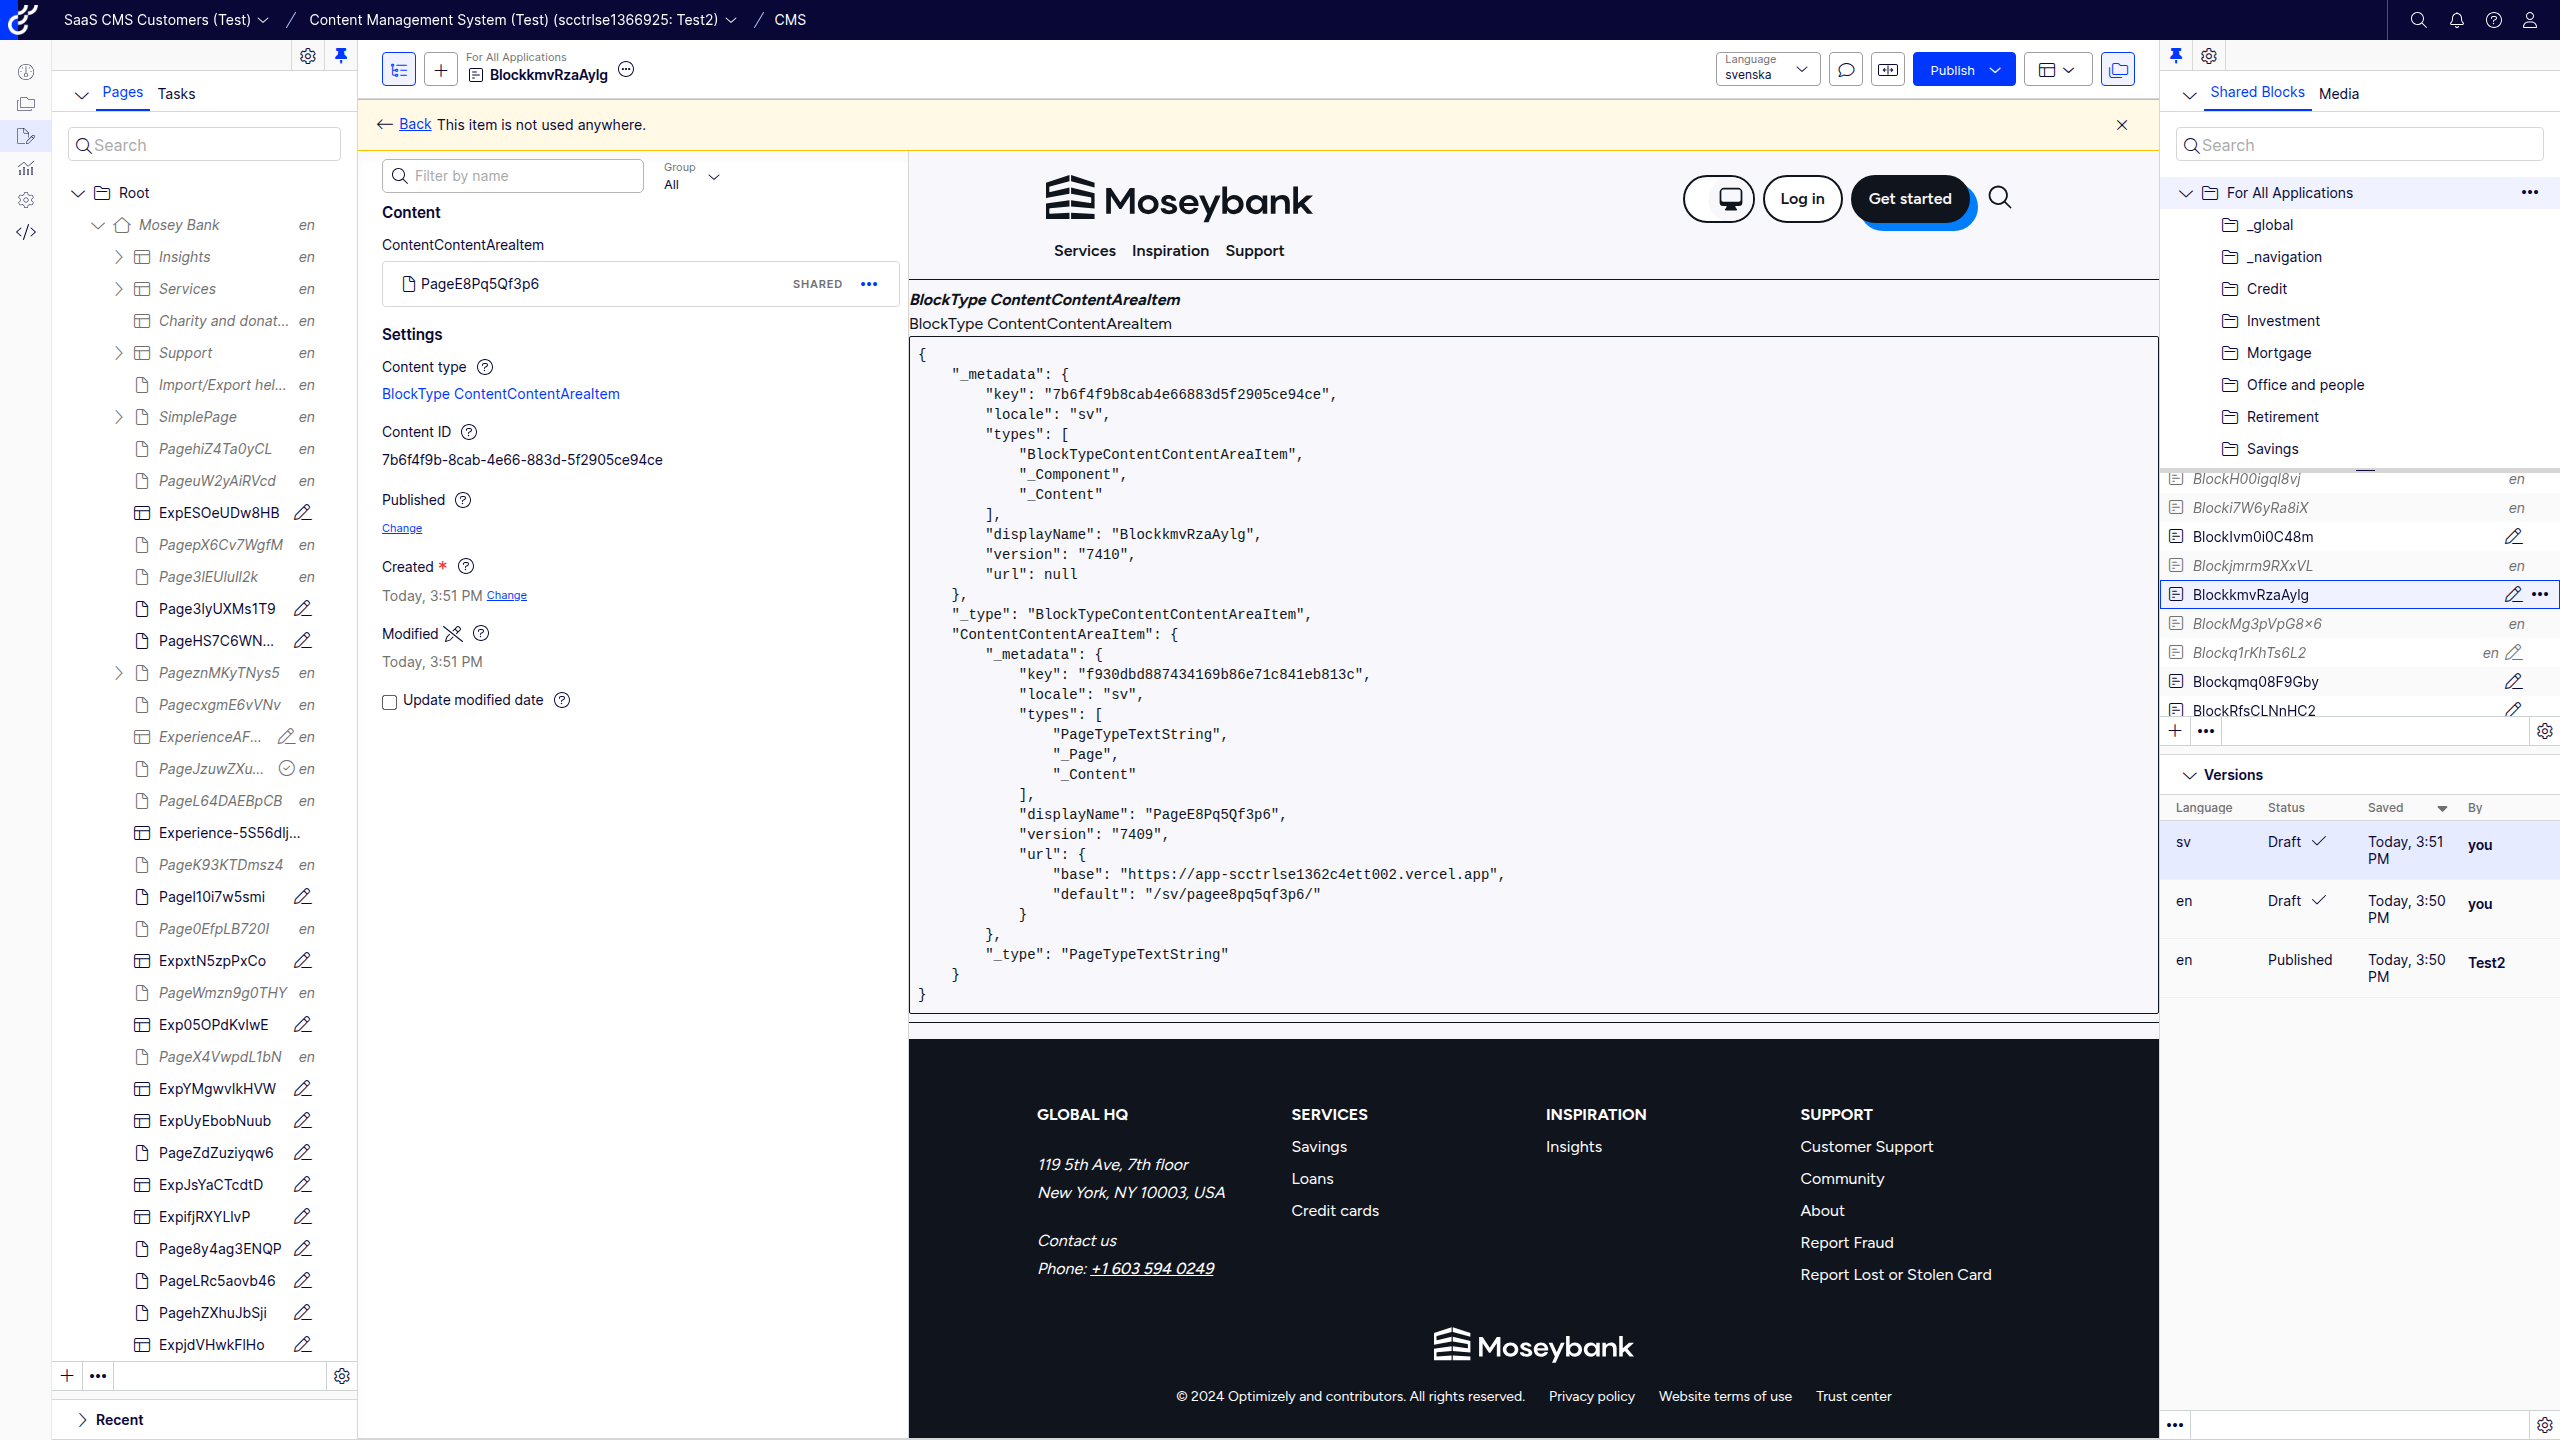 SaaS CMS Customers (Test)
Content Management System (Test) (scctrlse1366925: Test2)
CMS
Pages
Tasks
Search
Root
Mosey Bank en
Insights en
Services en
Charity and donat... en
Support en
Import/Export hel... en
SimplePage en
PagehiZ4Ta0yCL en
PageuW2yAiRVcd en
ExpESOeUDw8HB
PagepX6Cv7WgfM en
Page3lEUIuIl2k en
Page3lyUXMs1T9
PageHS7C6WN...
PageznMKyTNys5 en
PagecxgmE6vVNv en
ExperienceAF... en
PageJzuwZXu... en
PageL64DAEBpCB en
Experience-5S56dlj...
PageK93KTDmsz4 en
Pagel10i7w5smi
Page0EfpLB720I en
ExpxtN5zpPxCo
PageWmzn9g0THY en
Exp05OPdKvlwE
PageX4VwpdL1bN en
ExpYMgwvlkHVW
ExpUyEbobNuub
PageZdZuziyqw6
ExpJsYaCTcdtD
ExpifjRXYLlvP
Page8y4ag3ENQP
PageLRc5aovb46
PagehZXhuJbSji
ExpjdVHwkFlHo
Recent
For All Applications
BlockkmvRzaAylg
Language
svenska
Publish
Back This item is not used anywhere.
Filter by name
Group
All
Content
ContentContentAreaItem
PageE8Pq5Qf3p6 SHARED
Settings
Content type
BlockType ContentContentAreaItem
Content ID
7b6f4f9b-8cab-4e66-883d-5f2905ce94ce
Published
Change
Created *
Today, 3:51 PM Change
Modified
Today, 3:51 PM
Update modified date
Moseybank
Log in
Get started
Services Inspiration Support
BlockType ContentContentAreaItem
BlockType ContentContentAreaItem
{
"_metadata": {
"key": "7b6f4f9b8cab4e66883d5f2905ce94ce",
"locale": "sv",
"types": [
"BlockTypeContentContentAreaItem",
"_Component",
"_Content"
],
"displayName": "BlockkmvRzaAylg",
"version": "7410",
"url": null
},
"_type": "BlockTypeContentContentAreaItem",
"ContentContentAreaItem": {
"_metadata": {
"key": "f930dbd887434169b86e71c841eb813c",
"locale": "sv",
"types": [
"PageTypeTextString",
"_Page",
"_Content"
],
"displayName": "PageE8Pq5Qf3p6",
"version": "7409",
"url": {
"base": "https://app-scctrlse1362c4ett002.vercel.app",
"default": "/sv/pagee8pq5qf3p6/"
}
},
"_type": "PageTypeTextString"
}
}
GLOBAL HQ
119 5th Ave, 7th floor
New York, NY 10003, USA
Contact us
Phone: +1 603 594 0249
SERVICES
Savings
Loans
Credit cards
INSPIRATION
Insights
SUPPORT
Customer Support
Community
About
Report Fraud
Report Lost or Stolen Card
Moseybank
© 2024 Optimizely and contributors. All rights reserved. Privacy policy Website terms of use Trust center
Shared Blocks
Media
Search
For All Applications
_global
_navigation
Credit
Investment
Mortgage
Office and people
Retirement
Savings
BlockH00igql8vj en
Blocki7W6yRa8iX en
BlockIvm0i0C48m
Blockjmrm9RXxVL en
BlockkmvRzaAylg
BlockMg3pVpG8x6 en
Blockq1rKhTs6L2 en
Blockqmq08F9Gby
BlockRfsCLNnHC2
Versions
Language Status Saved By
sv Draft Today, 3:51 PM you
en Draft Today, 3:50 PM you
en Published Today, 3:50 PM Test2